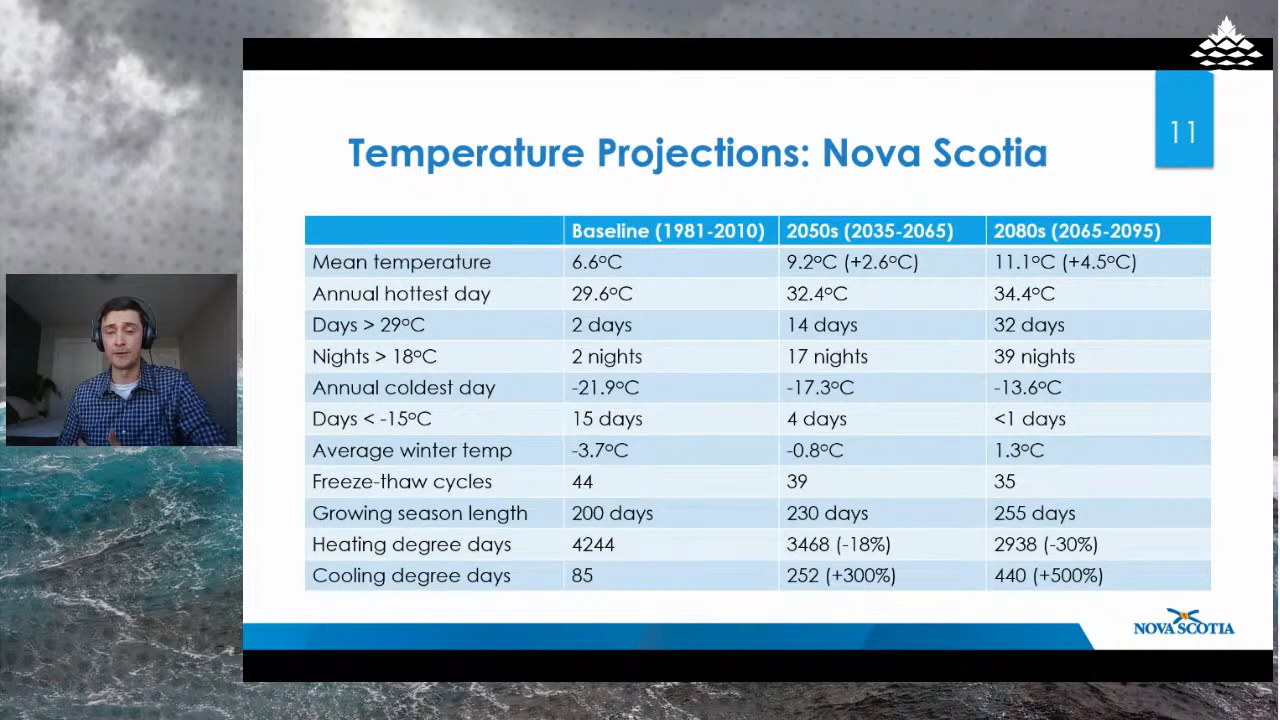 11
Temperature Projections: Nova Scotia
Baseline (1981-2010) 2050s (2035-2065) 2080s (2065-2095)
Mean temperature 6.6°C 9.2°C (+2.6°C) 11.1°C (+4.5°C)
Annual hottest day 29.6°C 32.4°C 34.4°C
Days > 29°C 2 days 14 days 32 days
Nights > 18°C 2 nights 17 nights 39 nights
Annual coldest day -21.9°C -17.3°C -13.6°C
Days < -15°C 15 days 4 days <1 days
Average winter temp -3.7°C -0.8°C 1.3°C
Freeze-thaw cycles 44 39 35
Growing season length 200 days 230 days 255 days
Heating degree days 4244 3468 (-18%) 2938 (-30%)
Cooling degree days 85 252 (+300%) 440 (+500%)
NOVA SCOTIA